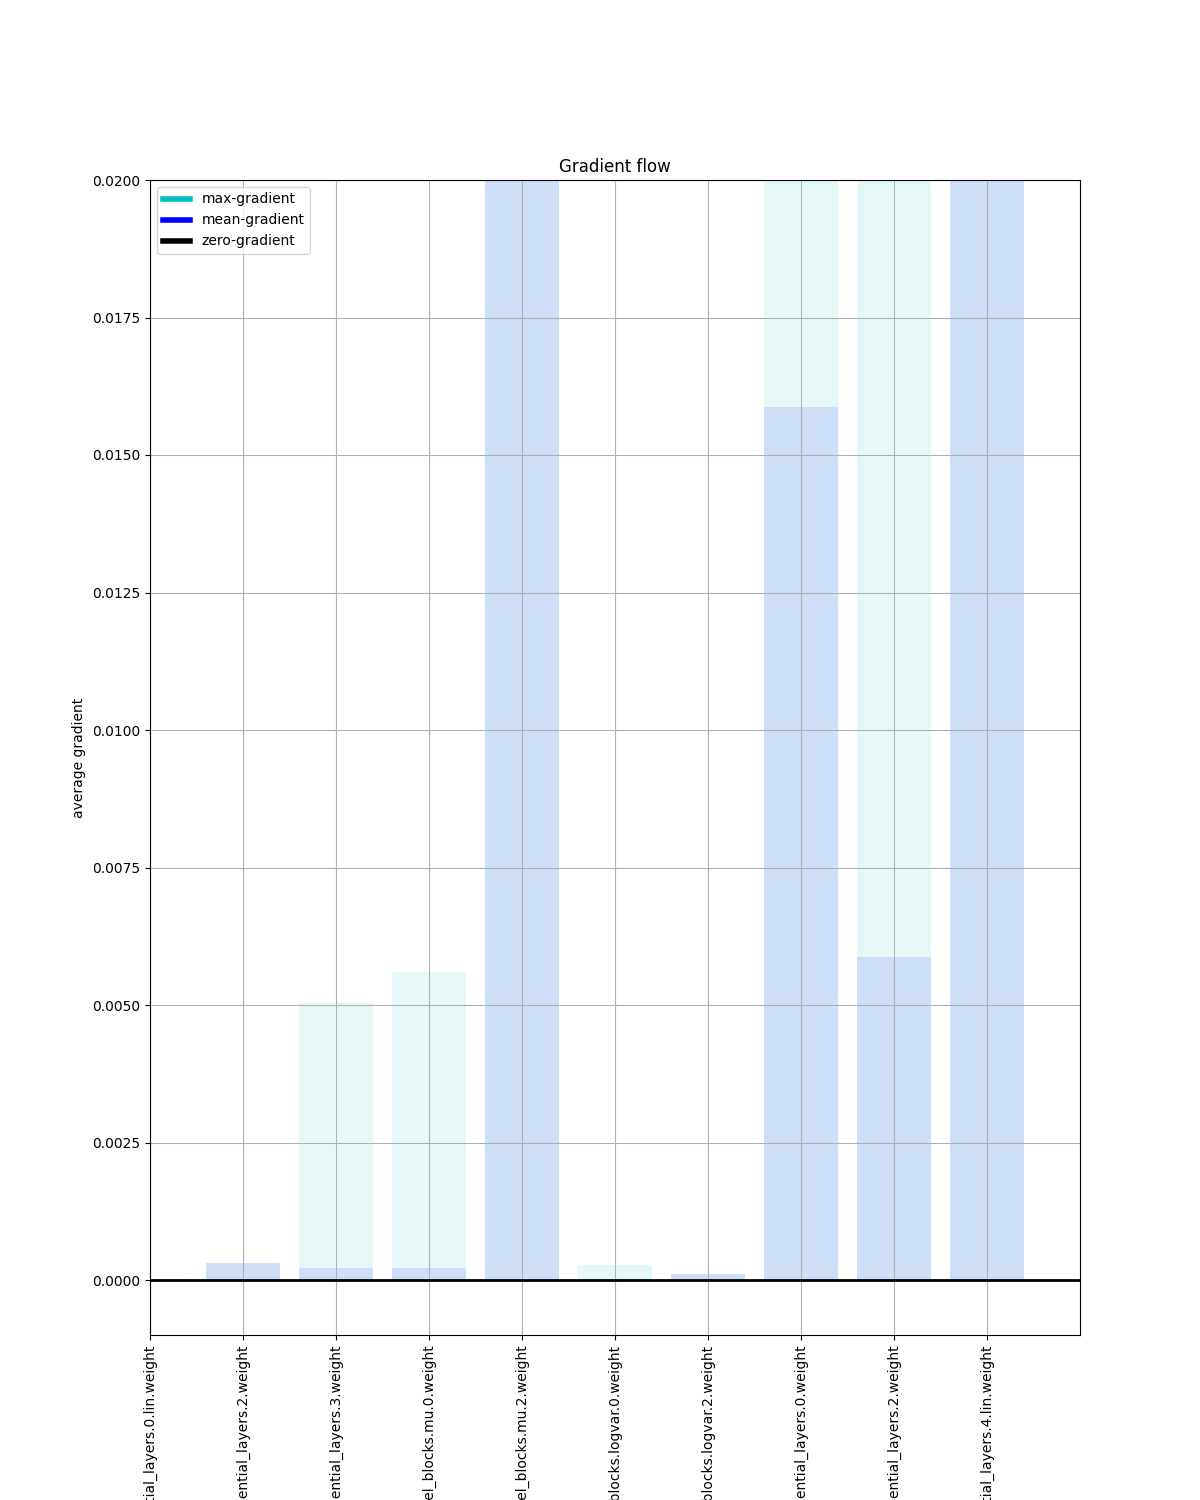 Gradient flow
max-gradient
mean-gradient
zero-gradient
0.0200
0.0175
0.0150
0.0125
0.0100
0.0075
0.0050
0.0025
0.0000
average gradient
tial_layers.0.lin.weight
ential_layers.2.weight
ential_layers.3.weight
el_blocks.mu.0.weight
el_blocks.mu.2.weight
blocks.logvar.0.weight
blocks.logvar.2.weight
ential_layers.0.weight
ential_layers.2.weight
tial_layers.4.lin.weight